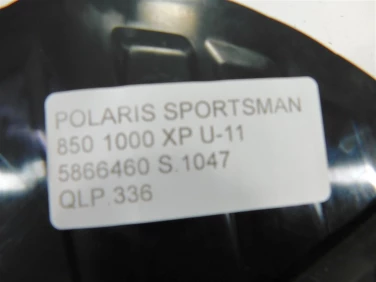 POLARIS SPORTSMAN
850 1000 XP U-11
5866460 S.1047
QLP.336